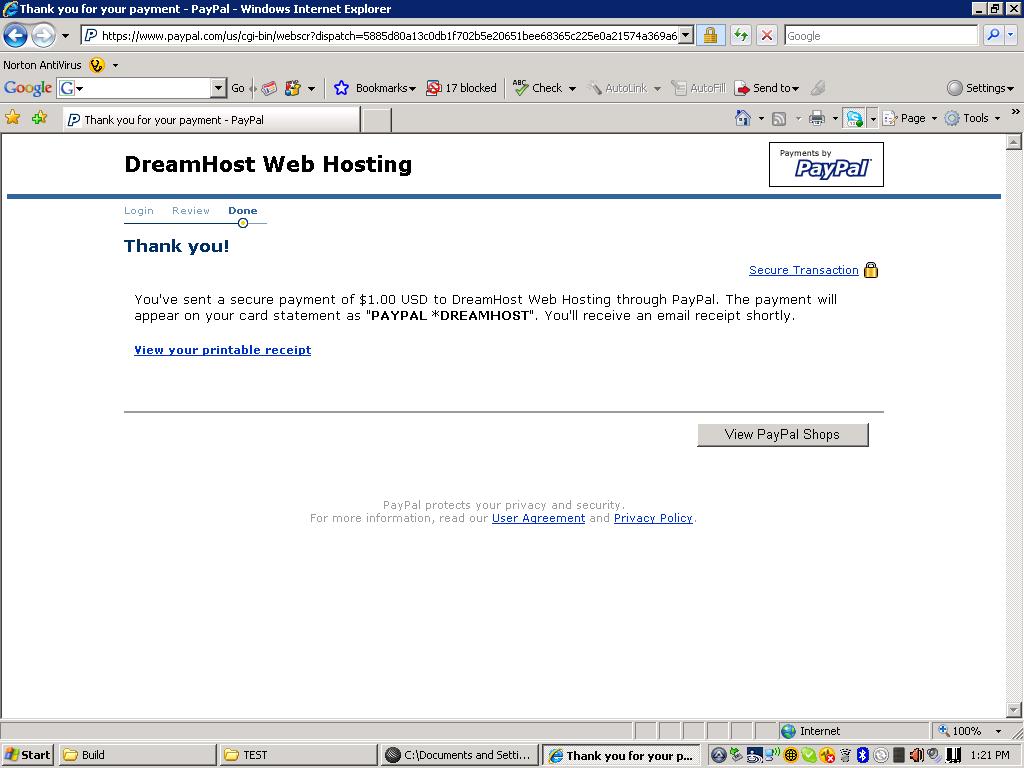 Thank you for your payment - PayPal - Windows Internet Explorer
https://www.paypal.com/us/cgi-bin/webscr?dispatch=5885d80a13c0db1f702b5e20651bee68365c225e0a21574a369a6
Google
Norton AntiVirus
Google G Go Bookmarks 17 blocked ABC Check AutoLink AutoFill Send to Settings
Thank you for your payment - PayPal
Page Tools »
DreamHost Web Hosting
Payments by
PayPal
Login Review Done
Thank you!
Secure Transaction
You've sent a secure payment of $1.00 USD to DreamHost Web Hosting through PayPal. The payment will
appear on your card statement as "PAYPAL *DREAMHOST". You'll receive an email receipt shortly.
View your printable receipt
View PayPal Shops
PayPal protects your privacy and security.
For more information, read our User Agreement and Privacy Policy.
Internet 100%
Start Build TEST C:\Documents and Setti... Thank you for your p... 1:21 PM